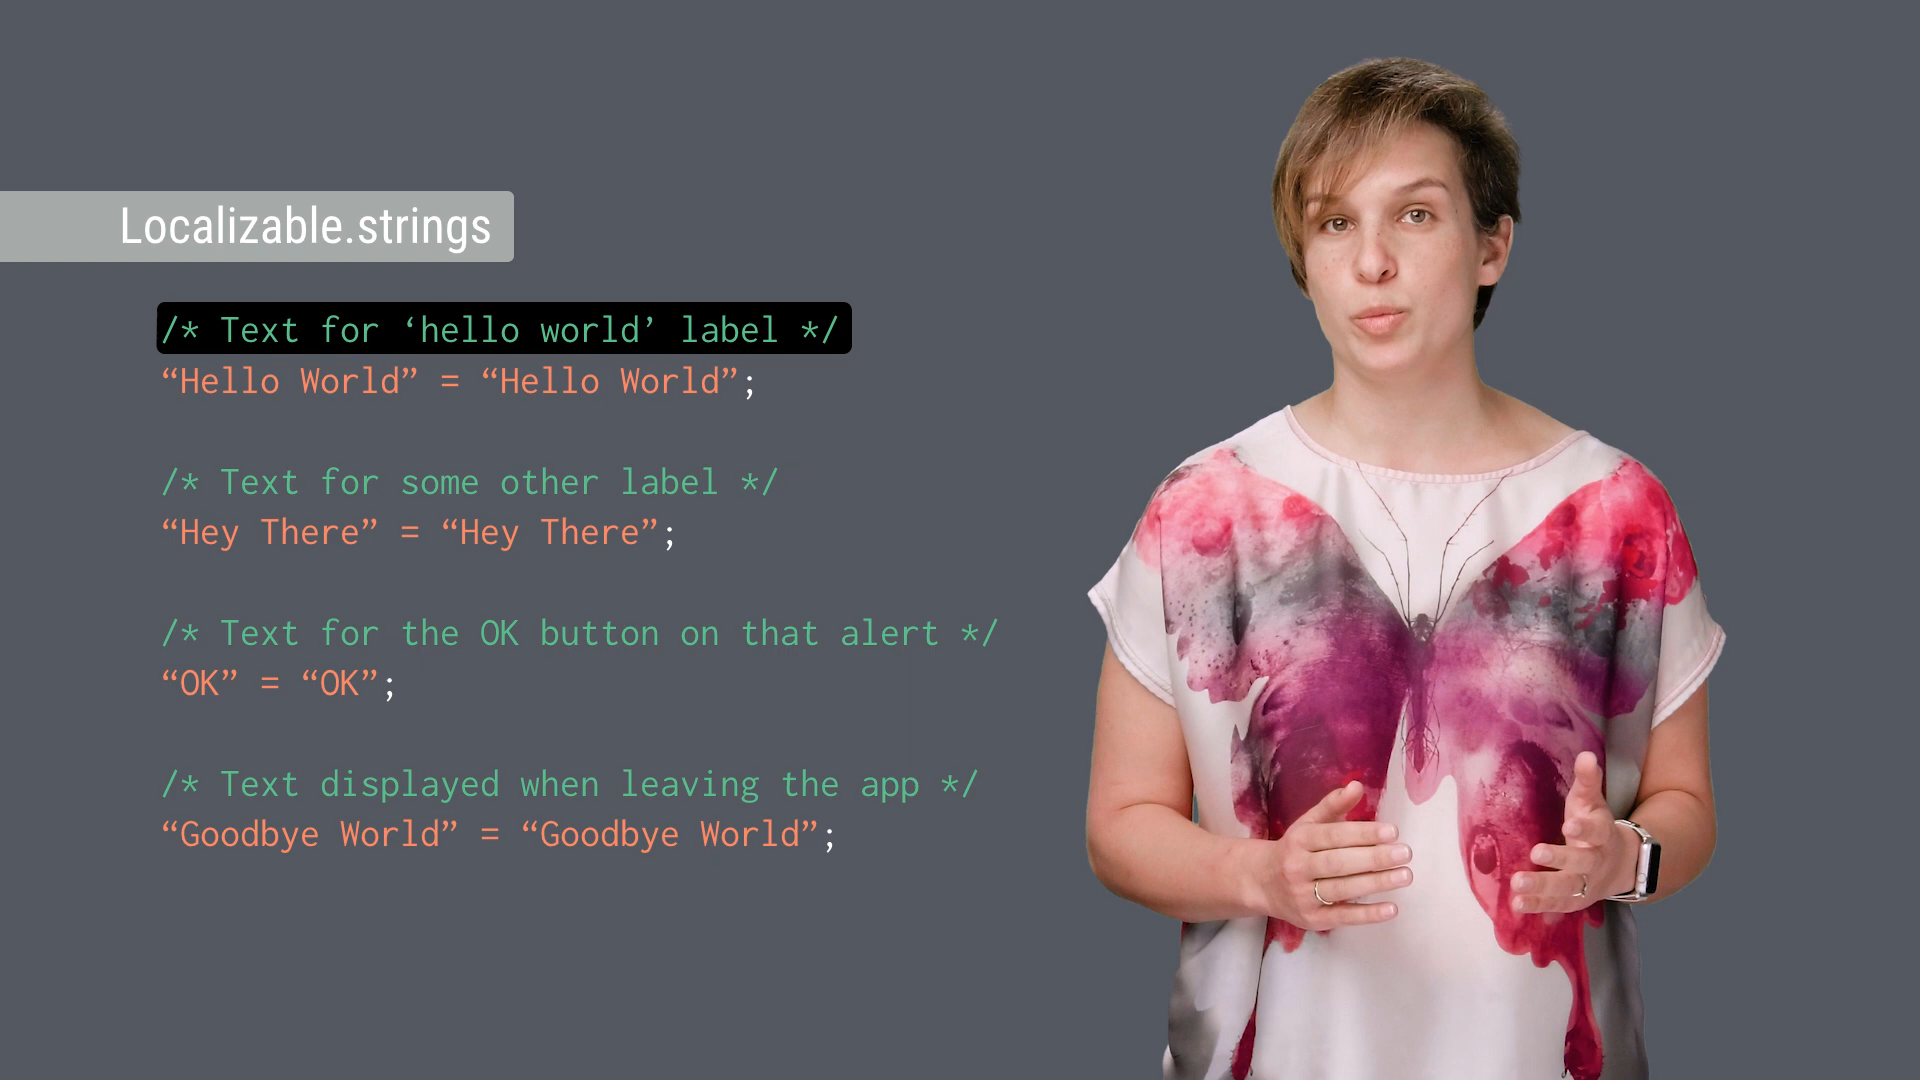 Localizable.strings
/* Text for ‘hello world’ label */
“Hello World” = “Hello World”;
/* Text for some other label */
“Hey There” = “Hey There”;
/* Text for the OK button on that alert */
“OK” = “OK”;
/* Text displayed when leaving the app */
“Goodbye World” = “Goodbye World”;